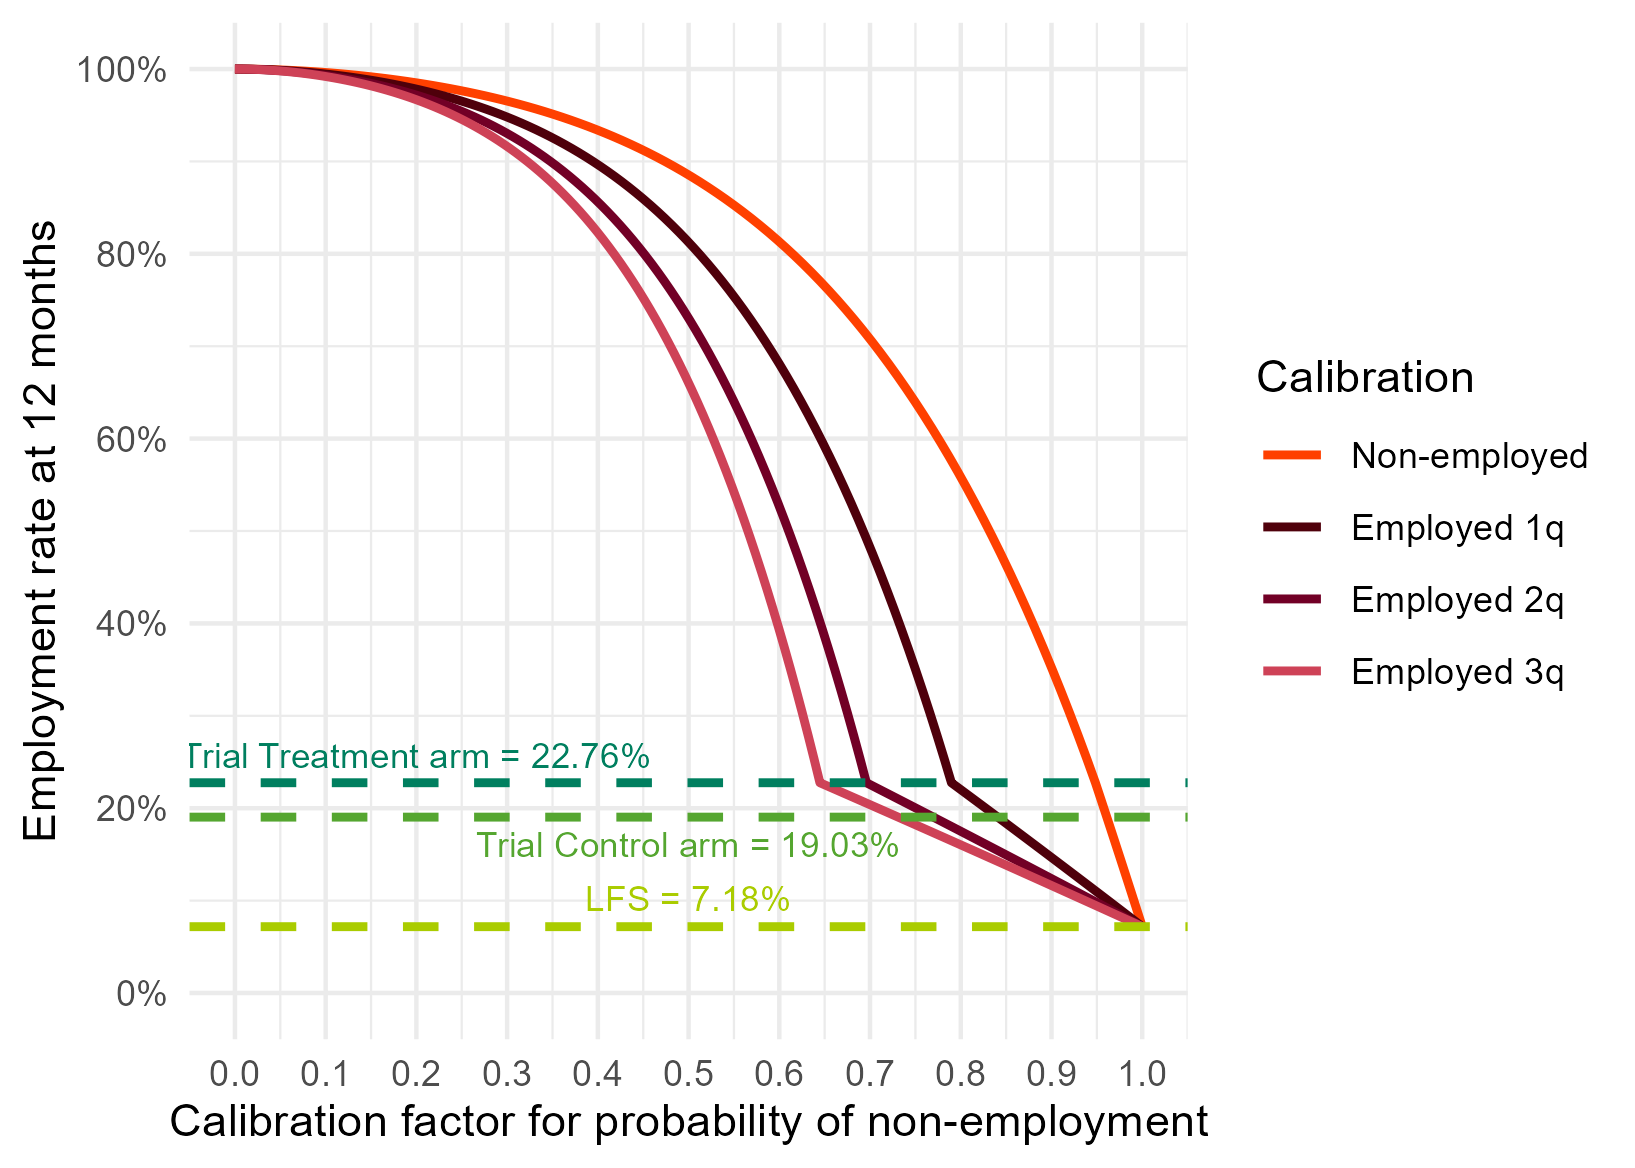 Employment rate at 12 months
100%
80%
60%
40%
20%
0%
Trial Treatment arm = 22.76%
Trial Control arm = 19.03%
LFS = 7.18%
0.0 0.1 0.2 0.3 0.4 0.5 0.6 0.7 0.8 0.9 1.0
Calibration factor for probability of non-employment
Calibration
Non-employed
Employed 1q
Employed 2q
Employed 3q